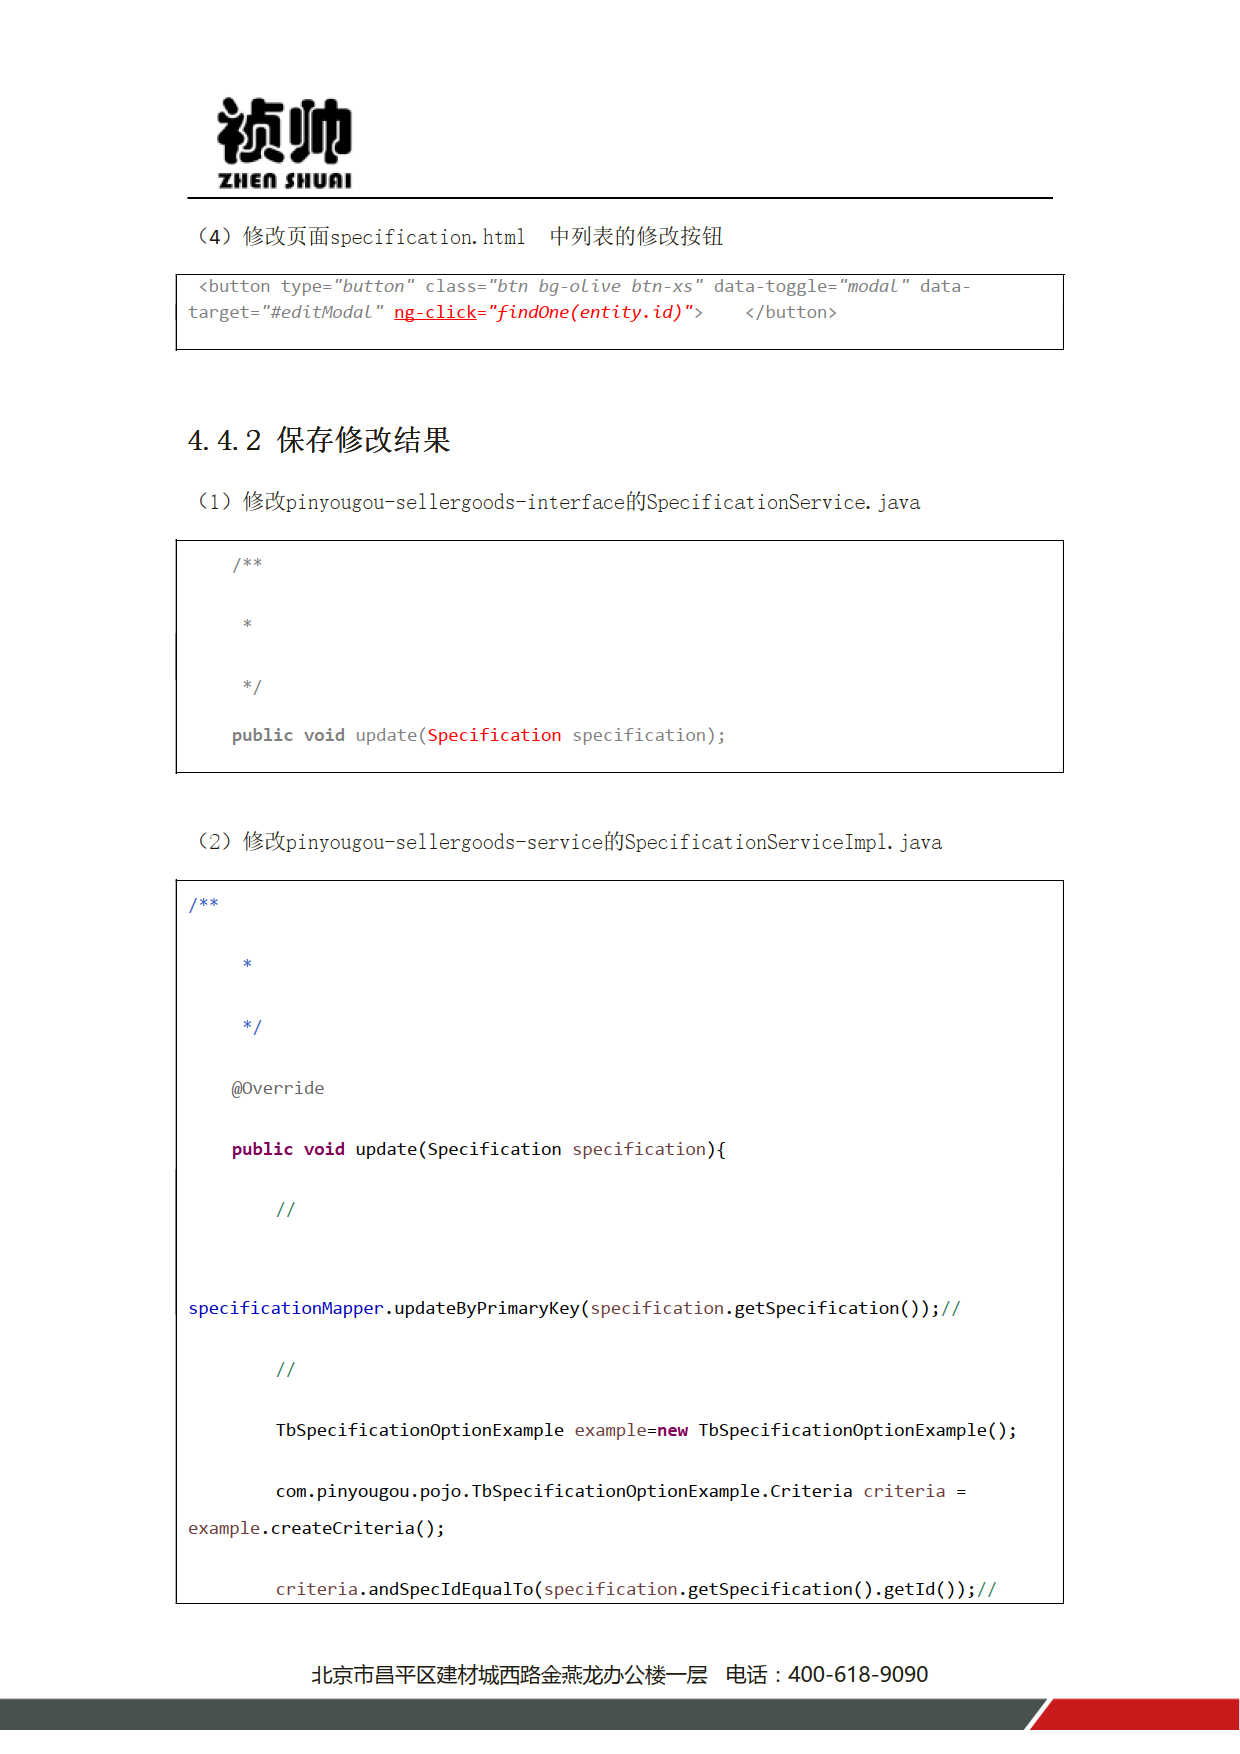 祯帅
ZHEN SHUAI
（4）修改页面specification.html 中列表的修改按钮
<button type="button" class="btn bg-olive btn-xs" data-toggle="modal" data-
target="#editModal" ng-click="findOne(entity.id)"> </button>
4.4.2 保存修改结果
（1）修改pinyougou-sellergoods-interface的SpecificationService.java
/**
*
*/
public void update(Specification specification);
（2）修改pinyougou-sellergoods-service的SpecificationServiceImpl.java
/**
*
*/
@Override
public void update(Specification specification){
//
specificationMapper.updateByPrimaryKey(specification.getSpecification());//
//
TbSpecificationOptionExample example=new TbSpecificationOptionExample();
com.pinyougou.pojo.TbSpecificationOptionExample.Criteria criteria =
example.createCriteria();
criteria.andSpecIdEqualTo(specification.getSpecification().getId());//
北京市昌平区建材城西路金燕龙办公楼一层 电话：400-618-9090